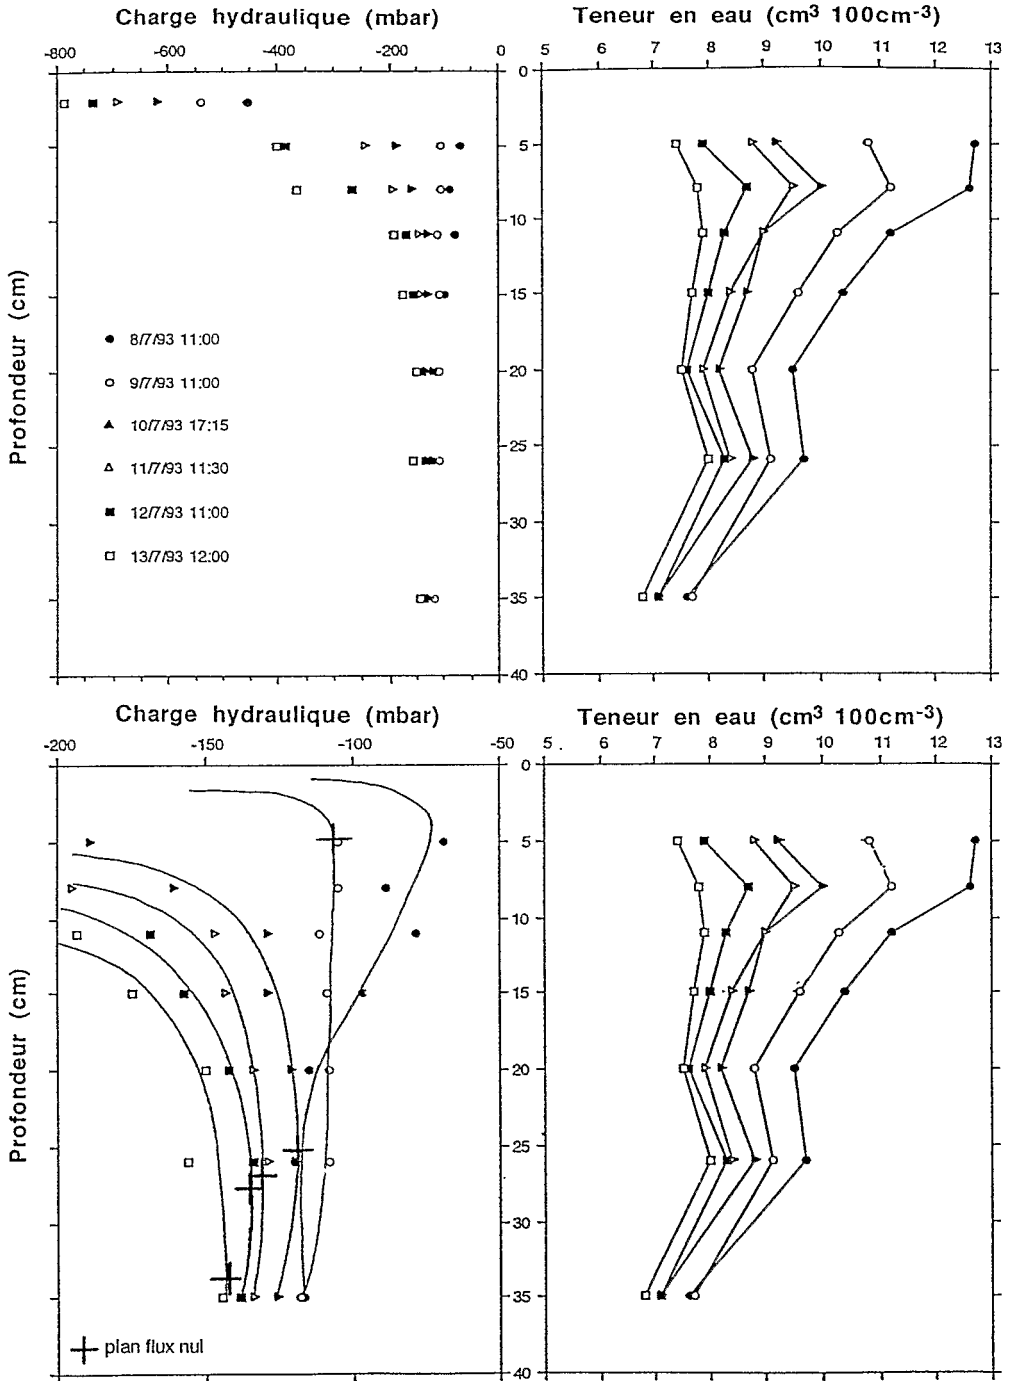 Charge hydraulique (mbar)
-800 -600 -400 -200 0
Teneur en eau (cm³ 100cm-³)
5 6 7 8 9 10 11 12 13
0
5
10
15
20
25
30
35
40
Profondeur (cm)
8/7/93 11:00
9/7/93 11:00
10/7/93 17:15
11/7/93 11:30
12/7/93 11:00
13/7/93 12:00
Charge hydraulique (mbar)
-200 -150 -100 -50
Teneur en eau (cm³ 100cm-³)
5 6 7 8 9 10 11 12 13
0
5
10
15
20
25
30
35
40
Profondeur (cm)
plan flux nul